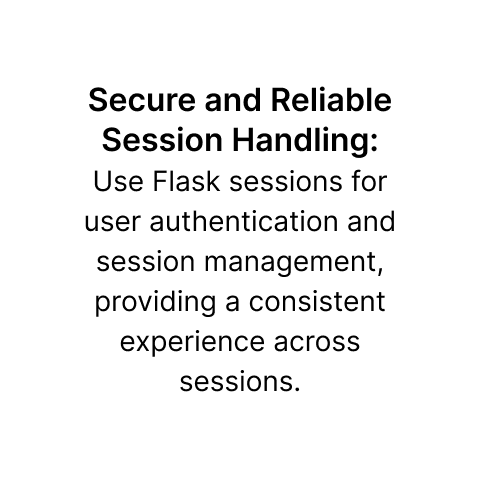 Secure and Reliable
Session Handling:
Use Flask sessions for
user authentication and
session management,
providing a consistent
experience across
sessions.